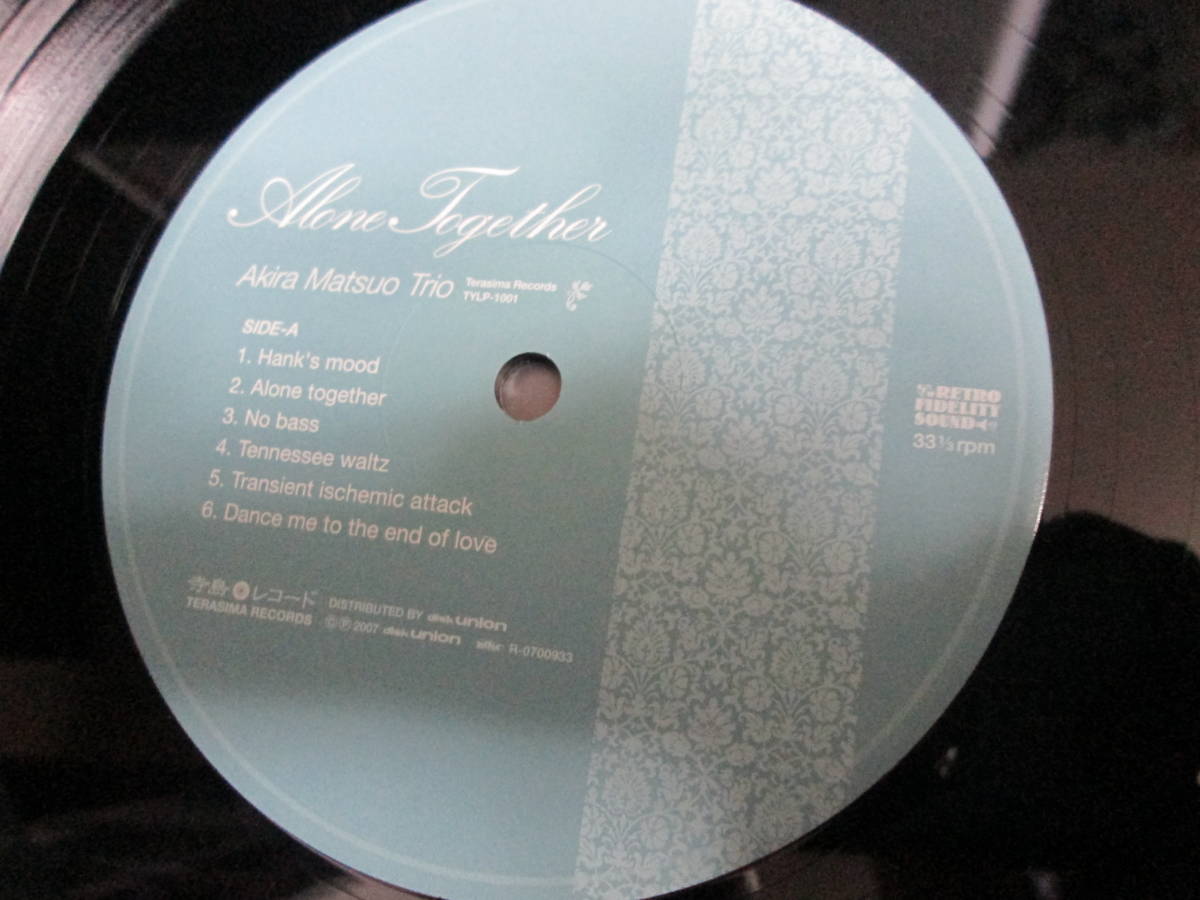 Alone Together
Akira Matsuo Trio
Terasima Records
TYLP-1001
SIDE-A
1. Hank's mood
2. Alone together
3. No bass
4. Tennessee waltz
5. Transient ischemic attack
6. Dance me to the end of love
寺島レコード
TERASIMA RECORDS
DISTRIBUTED BY disk union
©℗ 2007 disk union
R-0700933
RETRO
FIDELITY
SOUND
33⅓ rpm